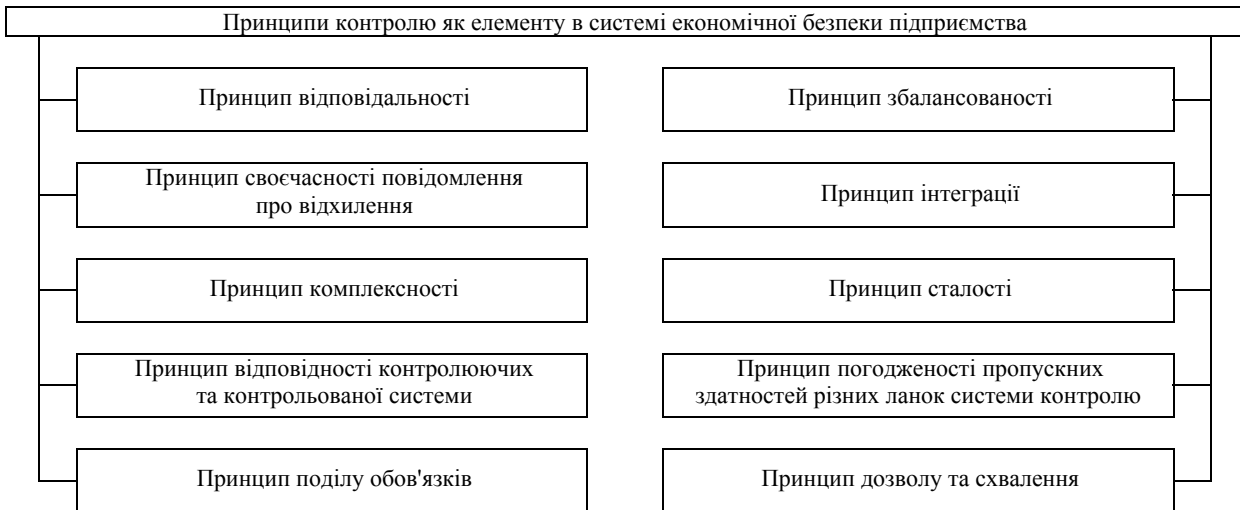 Принципи контролю як елементу в системі економічної безпеки підприємства
Принцип відповідальності
Принцип збалансованості
Принцип своєчасності повідомлення
про відхилення
Принцип інтеграції
Принцип комплексності
Принцип сталості
Принцип відповідності контролюючих
та контрольованої системи
Принцип погодженості пропускних
здатностей різних ланок системи контролю
Принцип поділу обов'язків
Принцип дозволу та схвалення